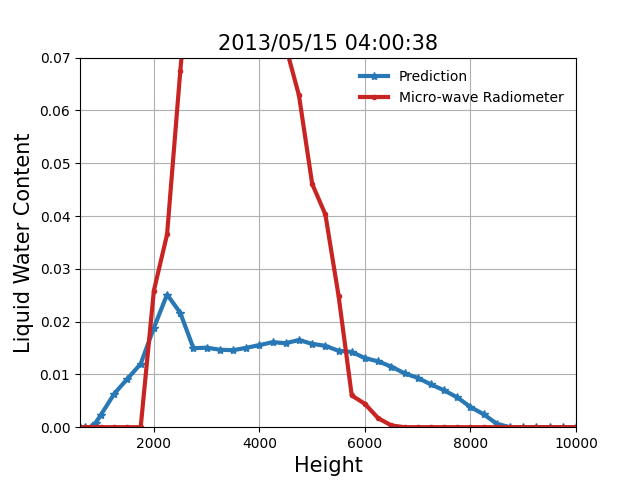 2013/05/15 04:00:38
Liquid Water Content
0.07
0.06
0.05
0.04
0.03
0.02
0.01
0.00
Prediction
Micro-wave Radiometer
2000 4000 6000 8000 10000
Height